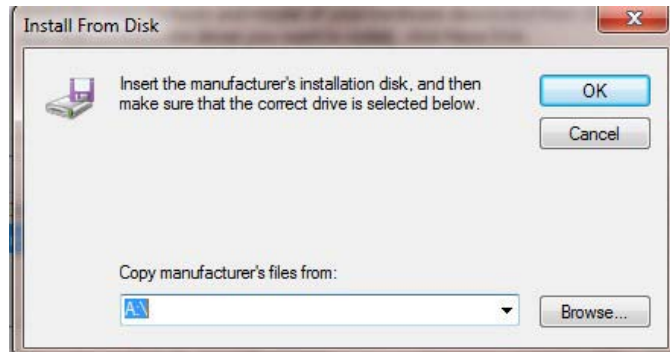 Install From Disk
Insert the manufacturer's installation disk, and then
make sure that the correct drive is selected below.
OK
Cancel
Copy manufacturer's files from:
A:\
Browse...